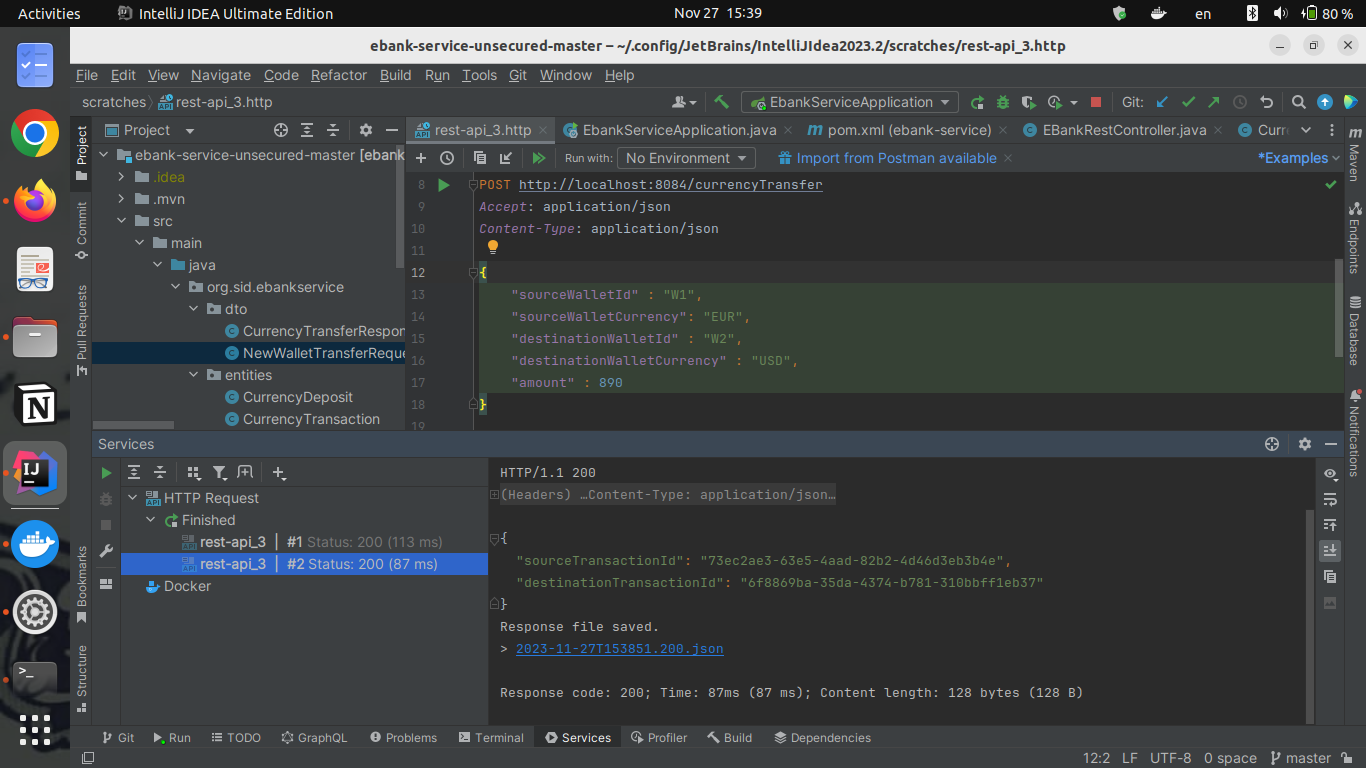 Activities
IntelliJ IDEA Ultimate Edition
Nov 27 15:39
en
80 %
ebank-service-unsecured-master – ~/.config/JetBrains/IntelliJIdea2023.2/scratches/rest-api_3.http
File Edit View Navigate Code Refactor Build Run Tools Git Window Help
scratches
rest-api_3.http
EbankServiceApplication
Git:
Project
rest-api_3.http
EbankServiceApplication.java
pom.xml (ebank-service)
EBankRestController.java
Curr
Run with:
No Environment
Import from Postman available
*Examples
ebank-service-unsecured-master [ebank
.idea
.mvn
src
main
java
org.sid.ebankservice
dto
CurrencyTransferRespon
NewWalletTransferReque
entities
CurrencyDeposit
CurrencyTransaction
8 POST http://localhost:8084/currencyTransfer
9 Accept: application/json
10 Content-Type: application/json
11
12 {
13 "sourceWalletId" : "W1",
14 "sourceWalletCurrency": "EUR",
15 "destinationWalletId" : "W2",
16 "destinationWalletCurrency" : "USD",
17 "amount" : 890
18 }
19
Project
Commit
Pull Requests
Bookmarks
Structure
Maven
Endpoints
Database
Notifications
Services
HTTP Request
Finished
rest-api_3 | #1 Status: 200 (113 ms)
rest-api_3 | #2 Status: 200 (87 ms)
Docker
HTTP/1.1 200
(Headers) …Content-Type: application/json…
{
"sourceTransactionId": "73ec2ae3-63e5-4aad-82b2-4d46d3eb3b4e",
"destinationTransactionId": "6f8869ba-35da-4374-b781-310bbff1eb37"
}
Response file saved.
> 2023-11-27T153851.200.json
Response code: 200; Time: 87ms (87 ms); Content length: 128 bytes (128 B)
Git
Run
TODO
GraphQL
Problems
Terminal
Services
Profiler
Build
Dependencies
12:2 LF UTF-8 0 space master